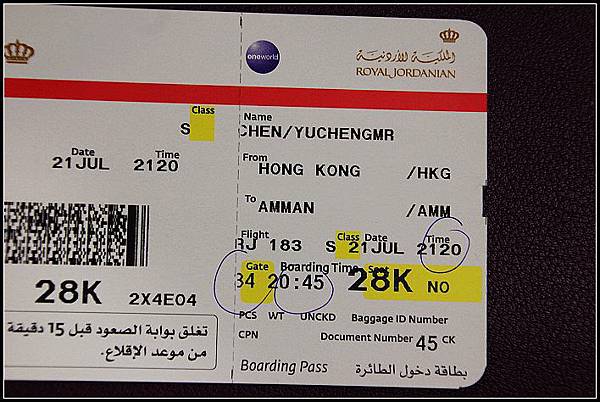 Class
S
Date Time
21JUL 2120
28K 2X4E04
تغلق بوابة الصعود قبل 15 دقيقة
من موعد الإقلاع.
oneworld
الملكية الأردنية
ROYAL JORDANIAN
Name
CHEN/YUCHENGMR
From
HONG KONG /HKG
To
AMMAN /AMM
Flight Class Date Time
RJ 183 S 21JUL 2120
Gate Boarding Time Seat
34 20:45 28K NO
PCS WT UNCKD Baggage ID Number
CPN Document Number 45 CK
Boarding Pass بطاقة دخول الطائرة